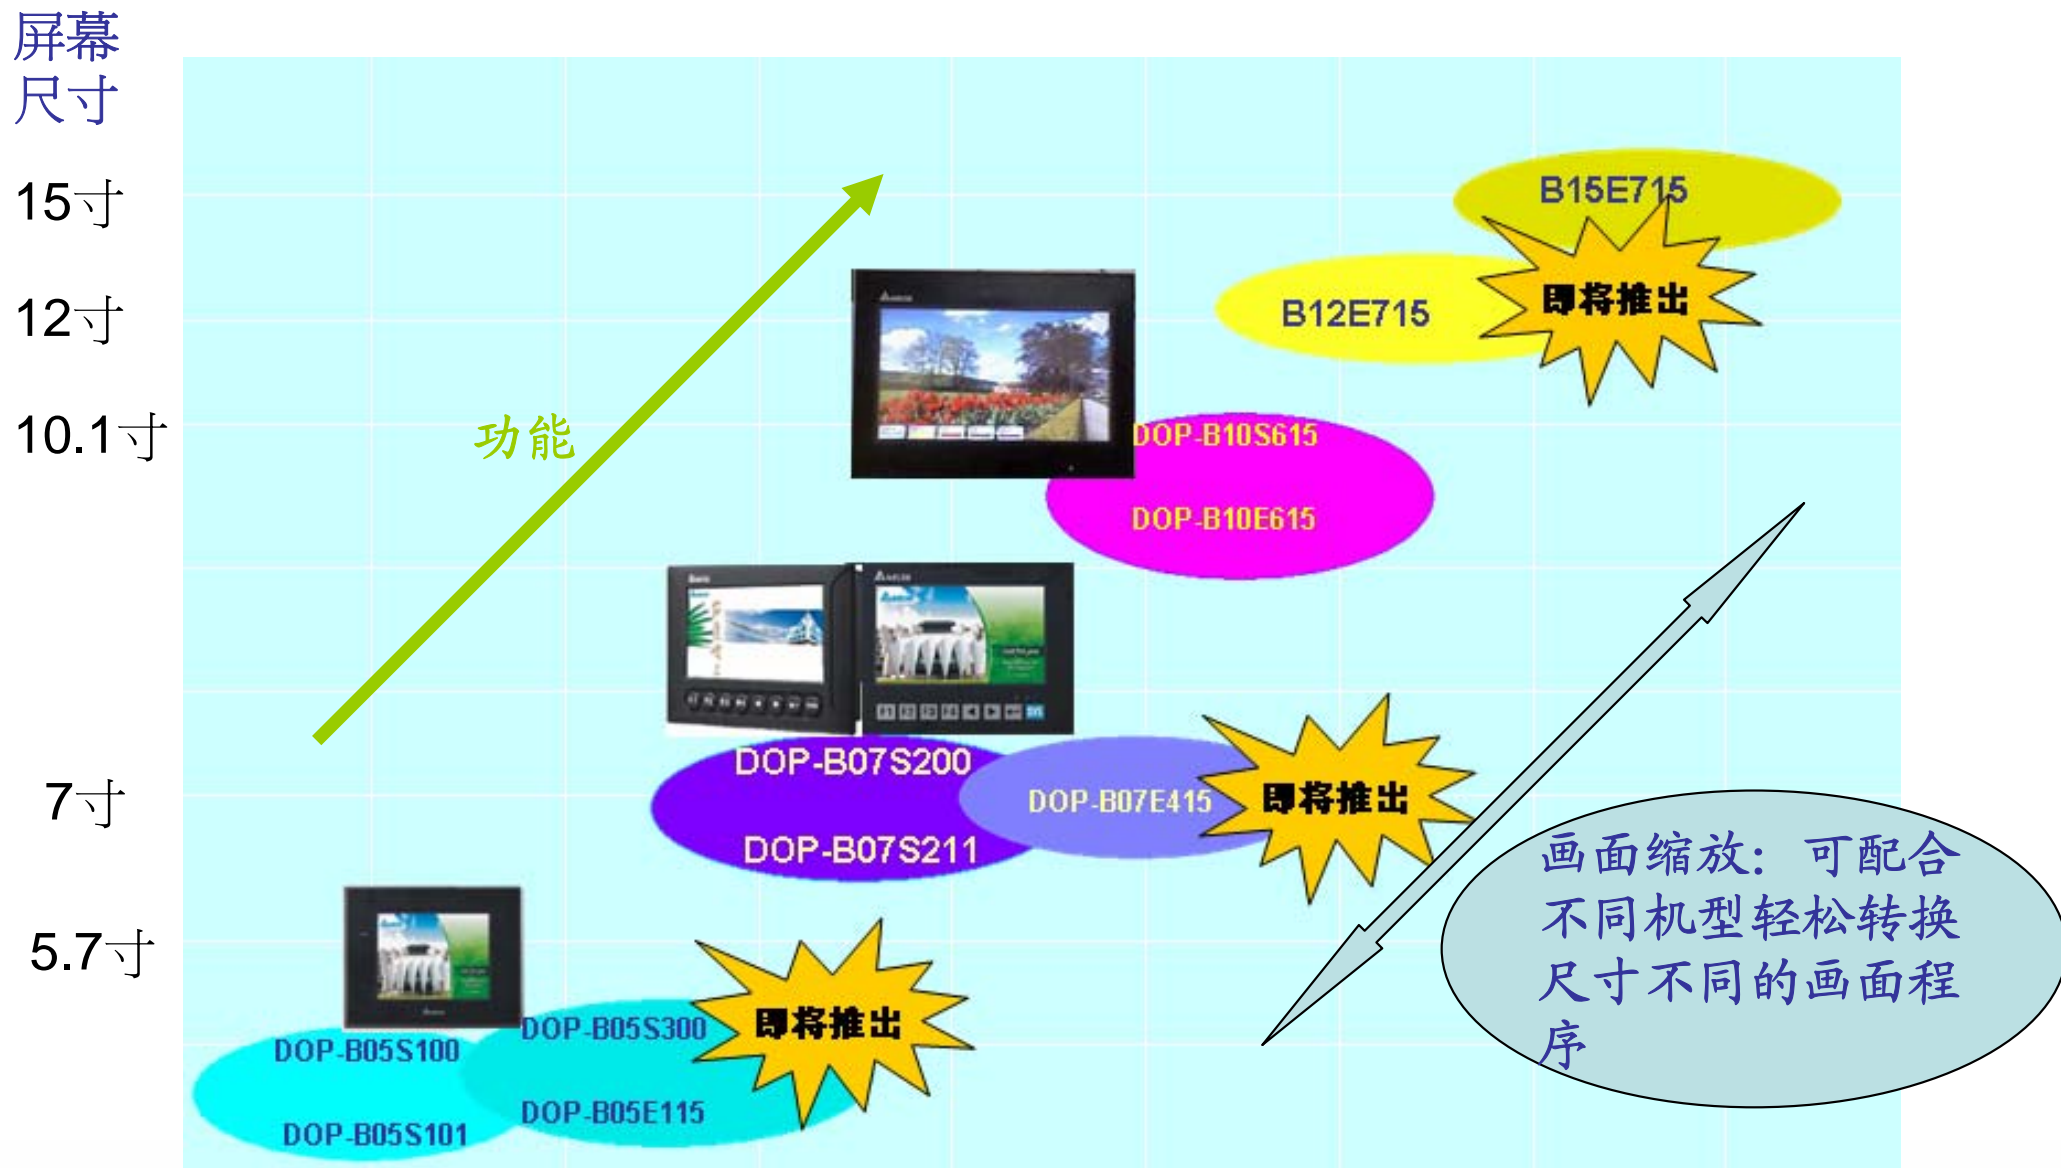 屏幕
尺寸
15寸
B15E715
12寸
B12E715
即将推出
10.1寸
功能
DOP-B10S615
DOP-B10E615
7寸
DOP-B07S200
DOP-B07E415
即将推出
DOP-B07S211
画面缩放：可配合
不同机型轻松转换
尺寸不同的画面程
序
5.7寸
DOP-B05S300
即将推出
DOP-B05S100
DOP-B05E115
DOP-B05S101